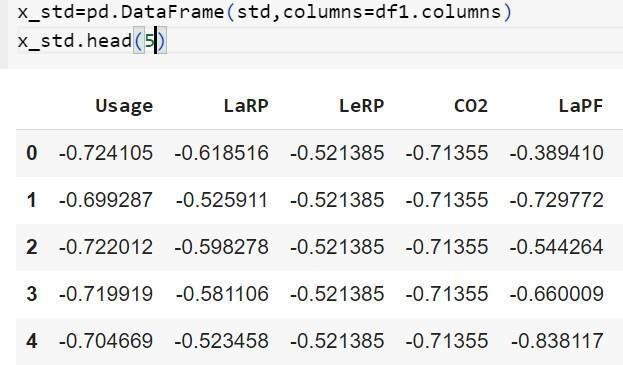 x_std=pd.DataFrame(std,columns=df1.columns)
x_std.head(5)
Usage LaRP LeRP CO2 LaPF
0 -0.724105 -0.618516 -0.521385 -0.71355 -0.389410
1 -0.699287 -0.525911 -0.521385 -0.71355 -0.729772
2 -0.722012 -0.598278 -0.521385 -0.71355 -0.544264
3 -0.719919 -0.581106 -0.521385 -0.71355 -0.660009
4 -0.704669 -0.523458 -0.521385 -0.71355 -0.838117